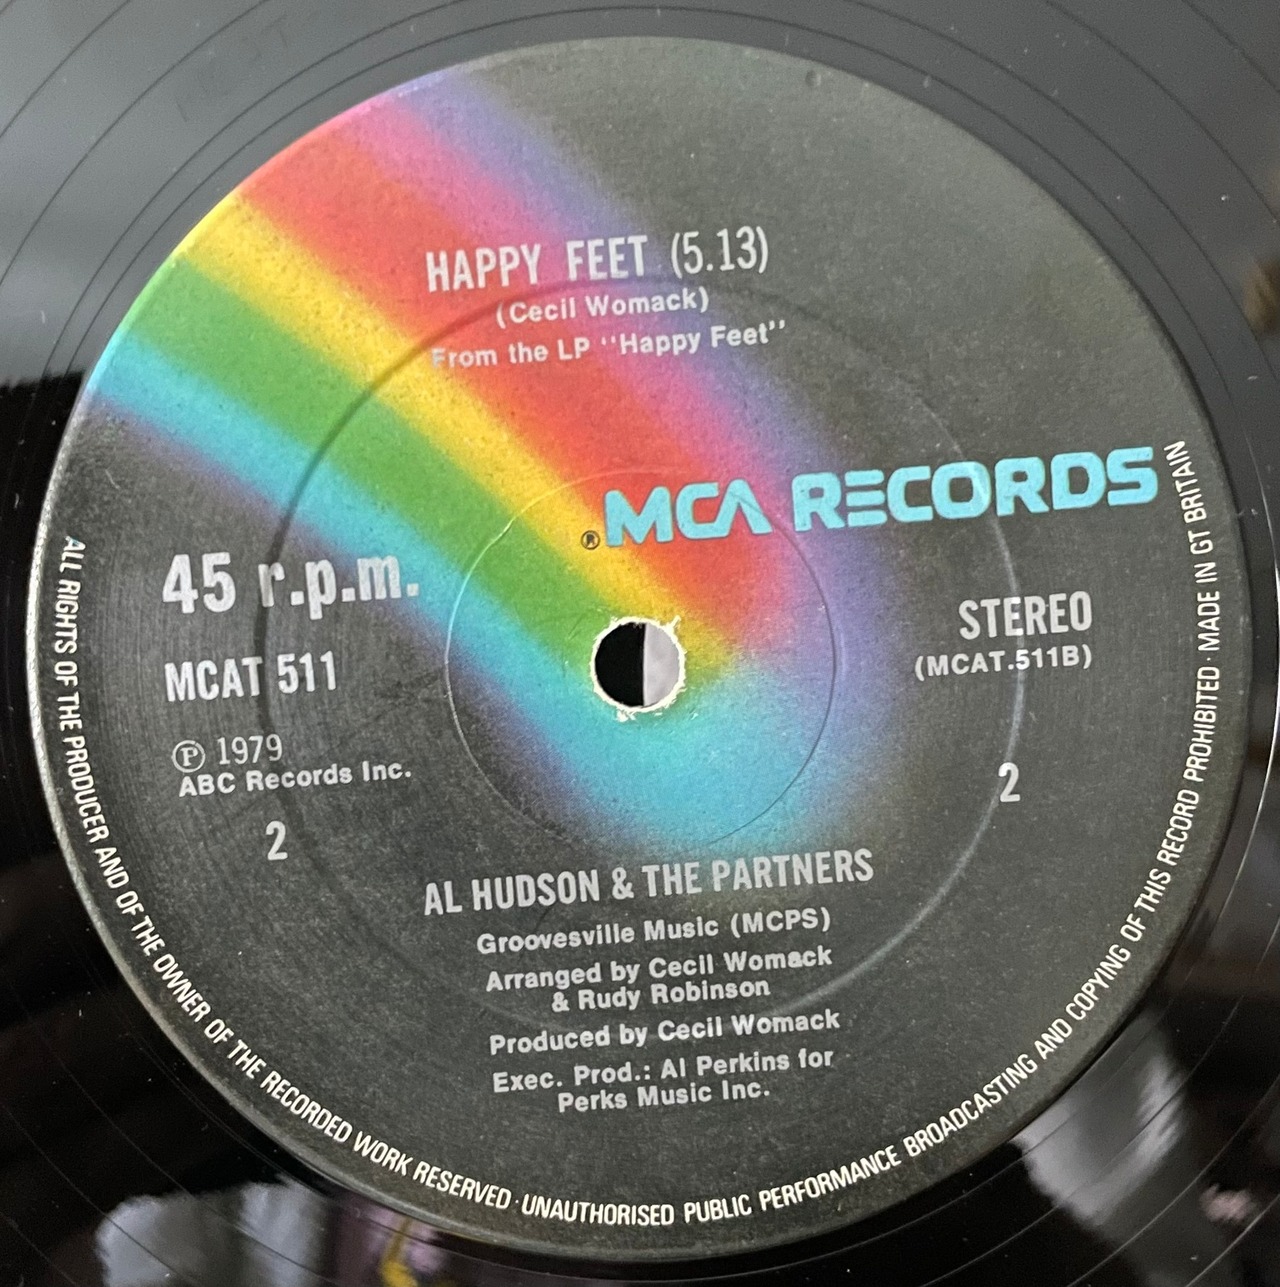 HAPPY FEET (5.13)
(Cecil Womack)
From the LP "Happy Feet"
® MCA RECORDS
45 r.p.m.
STEREO
MCAT 511
(MCAT.511B)
Ⓟ 1979
ABC Records Inc.
2
2
AL HUDSON & THE PARTNERS
Groovesville Music (MCPS)
Arranged by Cecil Womack
& Rudy Robinson
Produced by Cecil Womack
Exec. Prod.: Al Perkins for
Perks Music Inc.
ALL RIGHTS OF THE PRODUCER AND OF THE OWNER OF THE RECORDED WORK RESERVED · UNAUTHORISED PUBLIC PERFORMANCE BROADCASTING AND COPYING OF THIS RECORD PROHIBITED · MADE IN GT BRITAIN